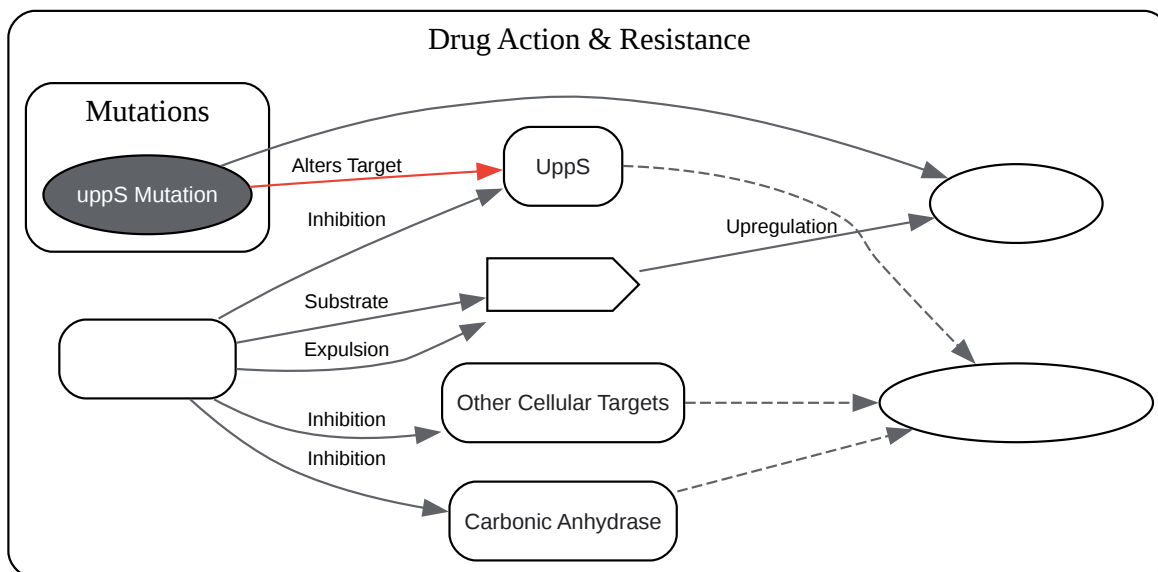 Drug Action & Resistance
Mutations
uppS Mutation
Alters Target
UppS
Inhibition
Upregulation
Substrate
Expulsion
Other Cellular Targets
Inhibition
Inhibition
Carbonic Anhydrase